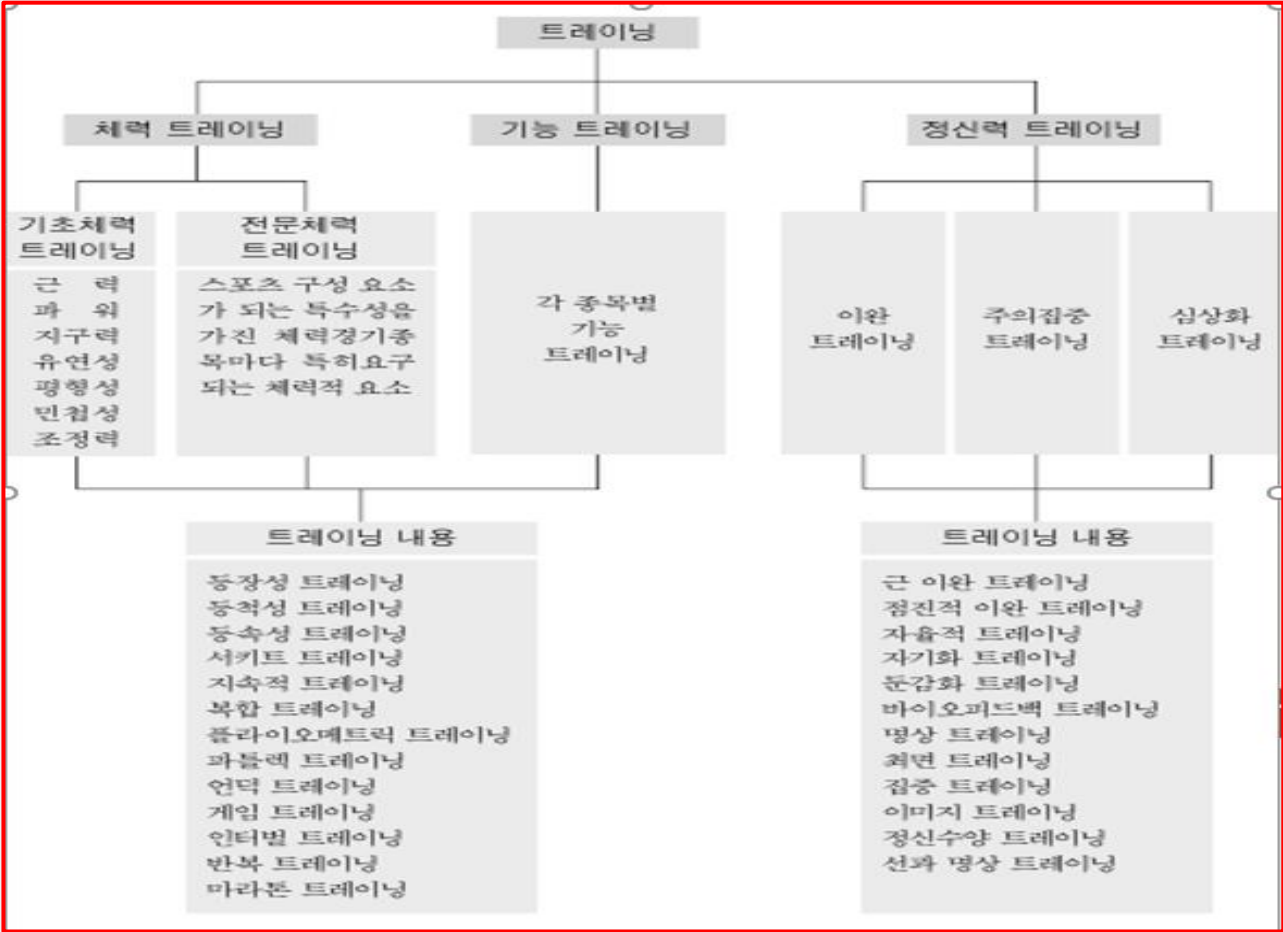 트레이닝
체력 트레이닝
기능 트레이닝
정신력 트레이닝
기초체력
트레이닝
근 력
파 워
지구력
유연성
평형성
민첩성
조정력
전문체력
트레이닝
스포츠 구성 요소
가 되는 특수성을
가진 체력경기종
목마다 특히요구
되는 체력적 요소
각 종목별
기능
트레이닝
이완
트레이닝
주의집중
트레이닝
심상화
트레이닝
트레이닝 내용
등장성 트레이닝
등척성 트레이닝
등속성 트레이닝
서키트 트레이닝
지속적 트레이닝
복합 트레이닝
플라이오메트릭 트레이닝
파틀렉 트레이닝
언덕 트레이닝
게임 트레이닝
인터벌 트레이닝
반복 트레이닝
마라톤 트레이닝
트레이닝 내용
근 이완 트레이닝
점진적 이완 트레이닝
자율적 트레이닝
자기화 트레이닝
둔감화 트레이닝
바이오피드백 트레이닝
명상 트레이닝
최면 트레이닝
집중 트레이닝
이미지 트레이닝
정신수양 트레이닝
선과 명상 트레이닝